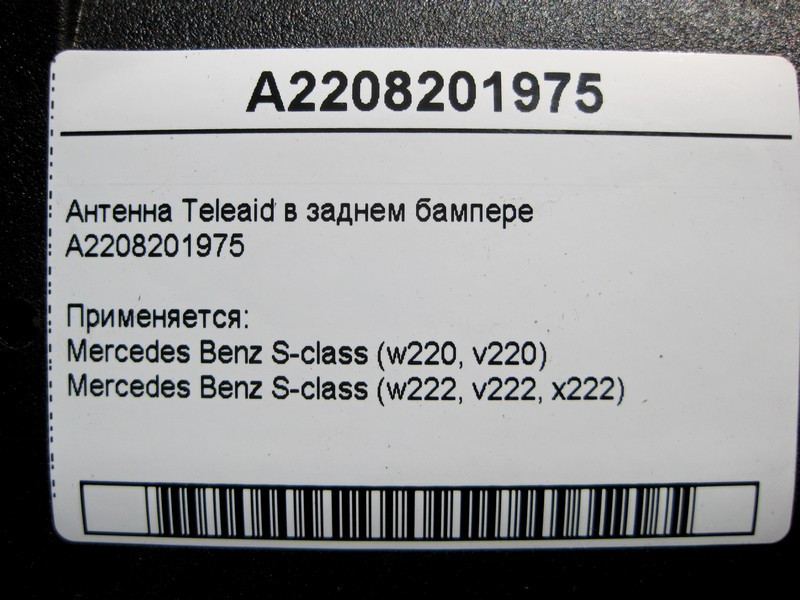 A2208201975
Антенна Teleaid в заднем бампере
A2208201975
Применяется:
Mercedes Benz S-class (w220, v220)
Mercedes Benz S-class (w222, v222, x222)